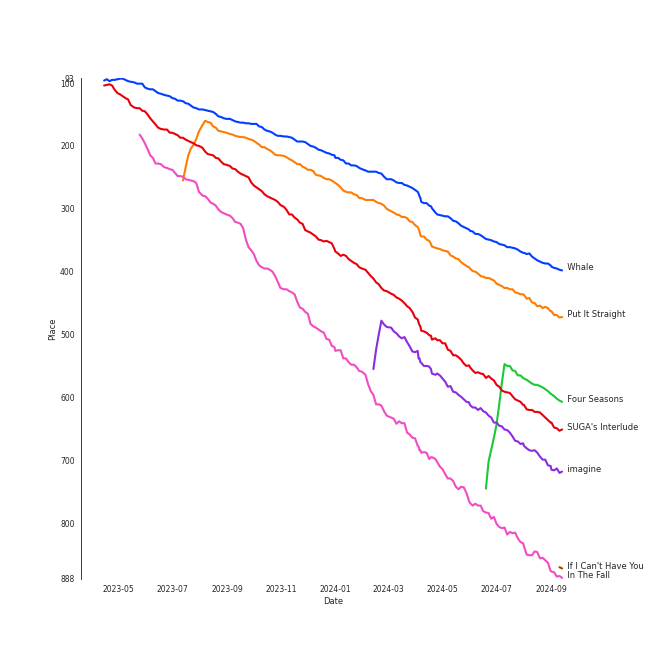 93
100
200
300
400
500
600
700
800
888
Place
2023-05
2023-07
2023-09
2023-11
2024-01
2024-03
2024-05
2024-07
2024-09
Date
Whale
Put It Straight
Four Seasons
SUGA's Interlude
imagine
If I Can't Have You
In The Fall